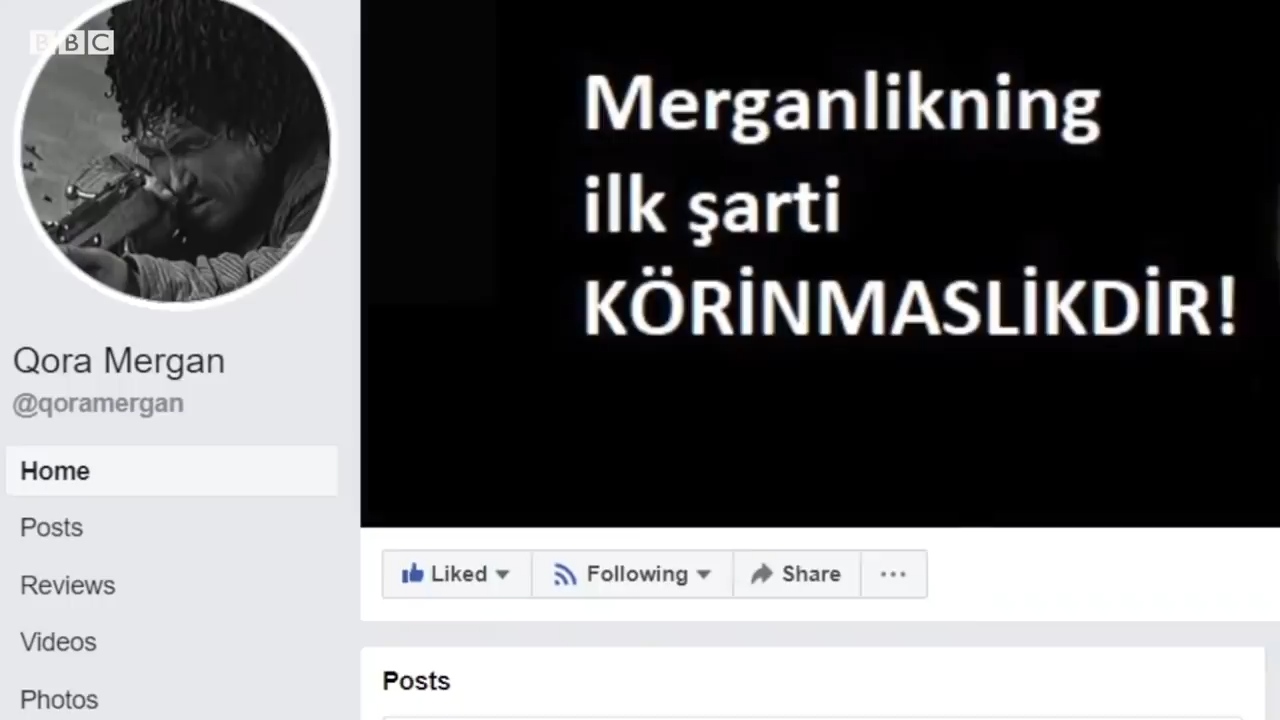 BBC
Merganlikning
ilk şarti
KÖRİNMASLİKDİR!
Qora Mergan
@qoramergan
Home
Posts
Reviews
Videos
Photos
Liked
Following
Share
Posts